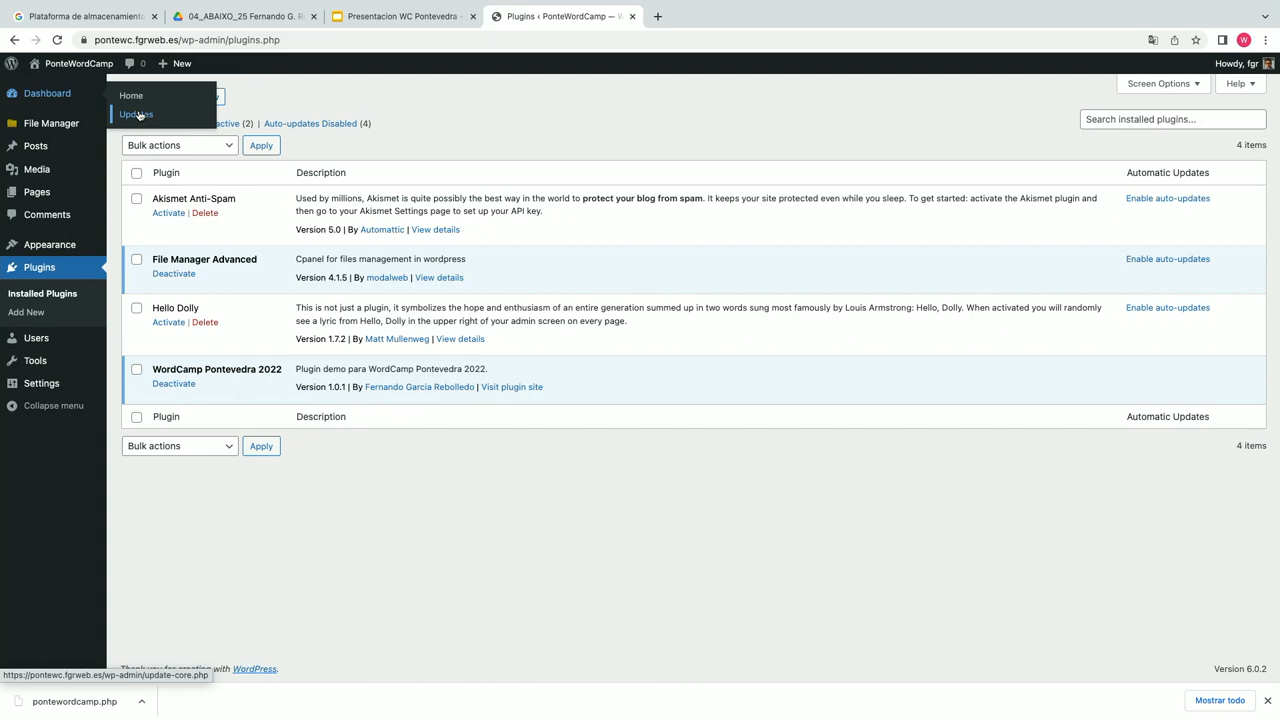 Plataforma de almacenamiento
04_ABAIXO_25 Fernando G. R
Presentacion WC Pontevedra -
Plugins ‹ PonteWordCamp — W
pontewc.fgrweb.es/wp-admin/plugins.php
W
PonteWordCamp
0
New
Howdy, fgr
Dashboard
Home
Updates
Screen Options
Help
File Manager
Posts
Media
Pages
Comments
Appearance
Plugins
Installed Plugins
Add New
Users
Tools
Settings
Collapse menu
active (2) | Auto-updates Disabled (4)
Search installed plugins...
Bulk actions
Apply
4 items
Plugin Description Automatic Updates
Akismet Anti-Spam
Activate | Delete
Used by millions, Akismet is quite possibly the best way in the world to protect your blog from spam. It keeps your site protected even while you sleep. To get started: activate the Akismet plugin and
then go to your Akismet Settings page to set up your API key.
Version 5.0 | By Automattic | View details
Enable auto-updates
File Manager Advanced
Deactivate
Cpanel for files management in wordpress
Version 4.1.5 | By modalweb | View details
Enable auto-updates
Hello Dolly
Activate | Delete
This is not just a plugin, it symbolizes the hope and enthusiasm of an entire generation summed up in two words sung most famously by Louis Armstrong: Hello, Dolly. When activated you will randomly
see a lyric from Hello, Dolly in the upper right of your admin screen on every page.
Version 1.7.2 | By Matt Mullenweg | View details
Enable auto-updates
WordCamp Pontevedra 2022
Deactivate
Plugin demo para WordCamp Pontevedra 2022.
Version 1.0.1 | By Fernando Garcia Rebolledo | Visit plugin site
Plugin Description Automatic Updates
Bulk actions
Apply
4 items
Thank you for creating with WordPress.
Version 6.0.2
https://pontewc.fgrweb.es/wp-admin/update-core.php
pontewordcamp.php
Mostrar todo